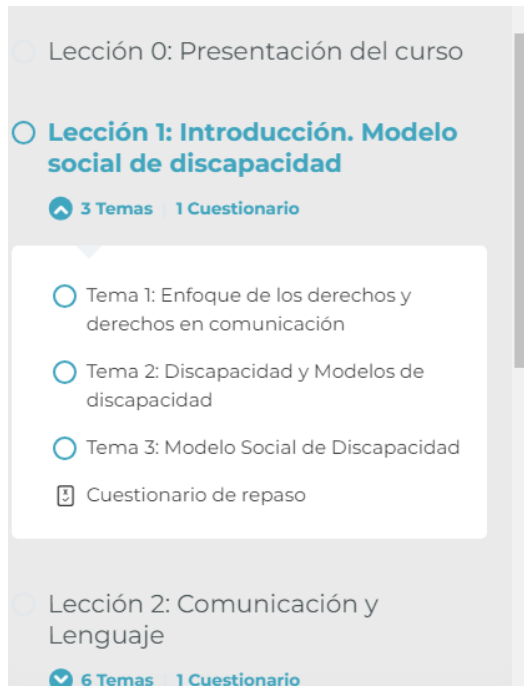 Lección 0: Presentación del curso
Lección 1: Introducción. Modelo
social de discapacidad
3 Temas | 1 Cuestionario
Tema 1: Enfoque de los derechos y
derechos en comunicación
Tema 2: Discapacidad y Modelos de
discapacidad
Tema 3: Modelo Social de Discapacidad
Cuestionario de repaso
Lección 2: Comunicación y
Lenguaje
6 Temas | 1 Cuestionario